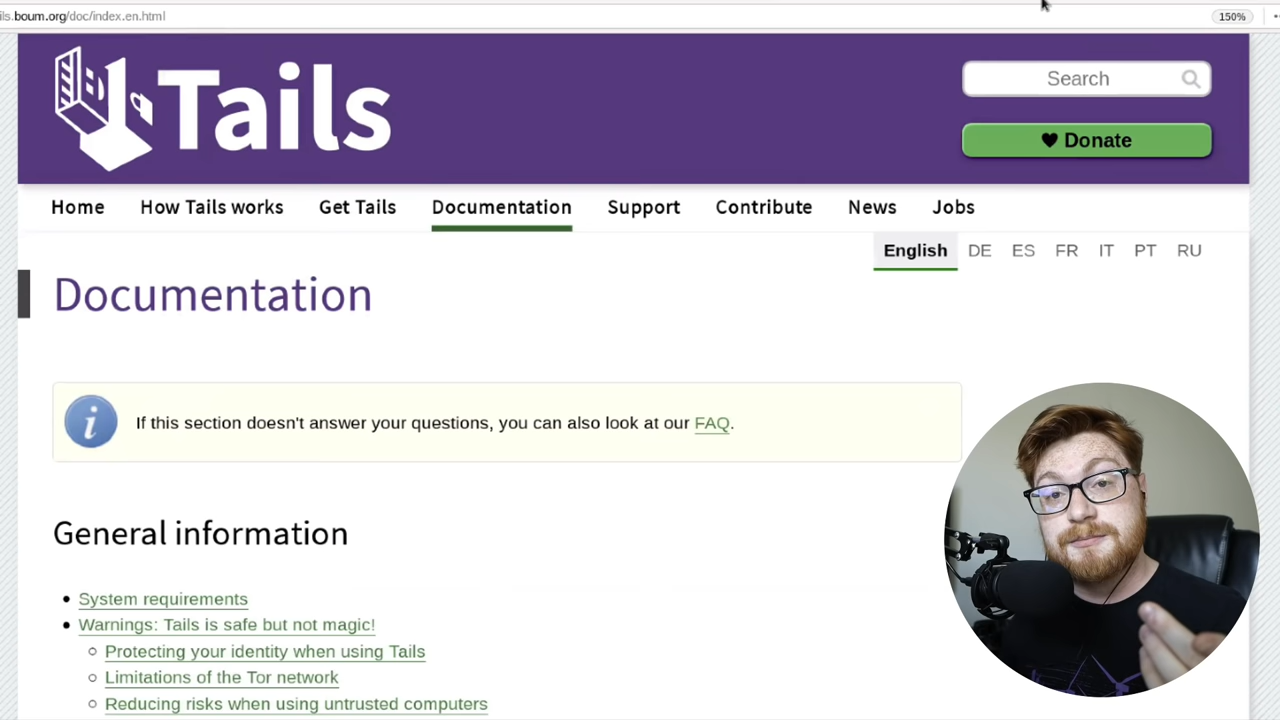 ils.boum.org/doc/index.en.html
150%
Tails
Search
Donate
Home How Tails works Get Tails Documentation Support Contribute News Jobs
English DE ES FR IT PT RU
Documentation
If this section doesn't answer your questions, you can also look at our FAQ.
General information
System requirements
Warnings: Tails is safe but not magic!
Protecting your identity when using Tails
Limitations of the Tor network
Reducing risks when using untrusted computers